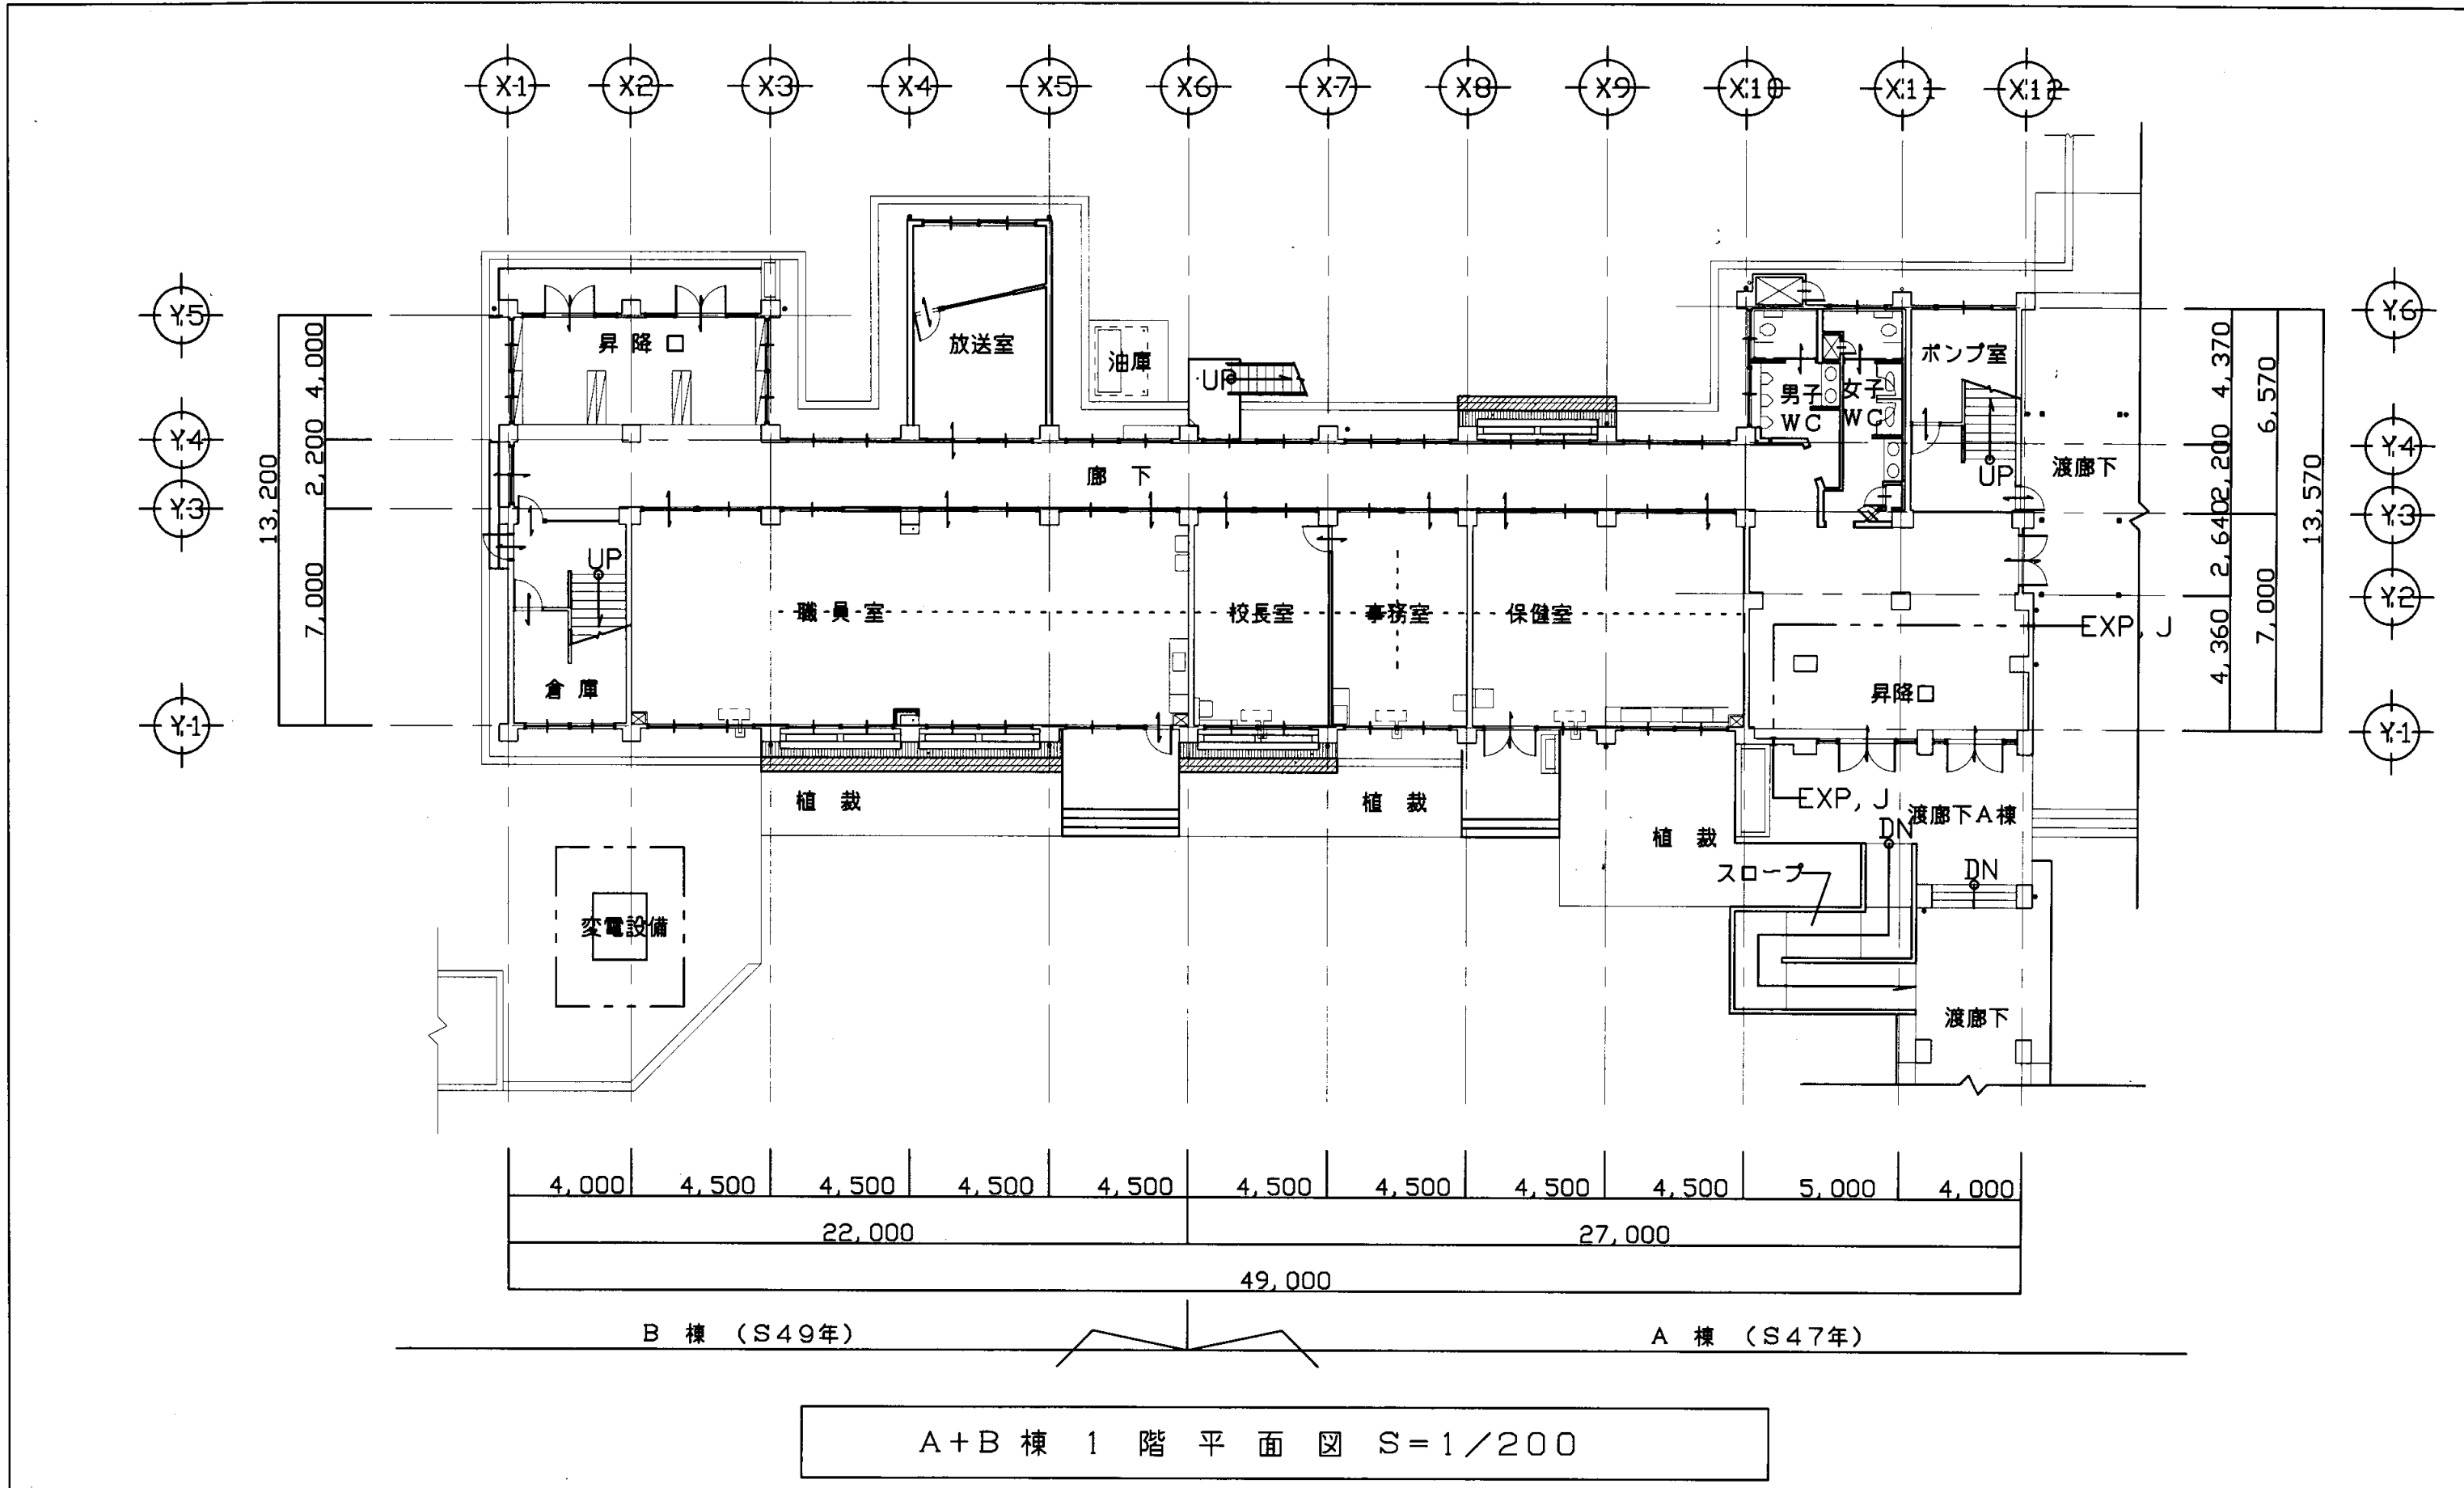 X1 X2 X3 X4 X5 X6 X7 X8 X9 X10 X11 X12
Y5
Y4
Y3
Y1
Y6
Y4
Y3
Y2
Y1
13,200
4,000
2,200
7,000
4,370
2,200
2,640
4,360
6,570
7,000
13,570
昇降口
放送室
油庫
UP
男子
WC
女子
WC
ポンプ室
UP
渡廊下
廊下
UP
職員室
校長室
事務室
保健室
EXP,J
倉庫
昇降口
植裁
植裁
植裁
EXP,J
渡廊下A棟
DN
スロープ
DN
変電設備
渡廊下
4,000 4,500 4,500 4,500 4,500 4,500 4,500 4,500 4,500 5,000 4,000
22,000 27,000
49,000
B 棟 (S49年)
A 棟 (S47年)
A+B 棟 1 階 平 面 図 S=1/200